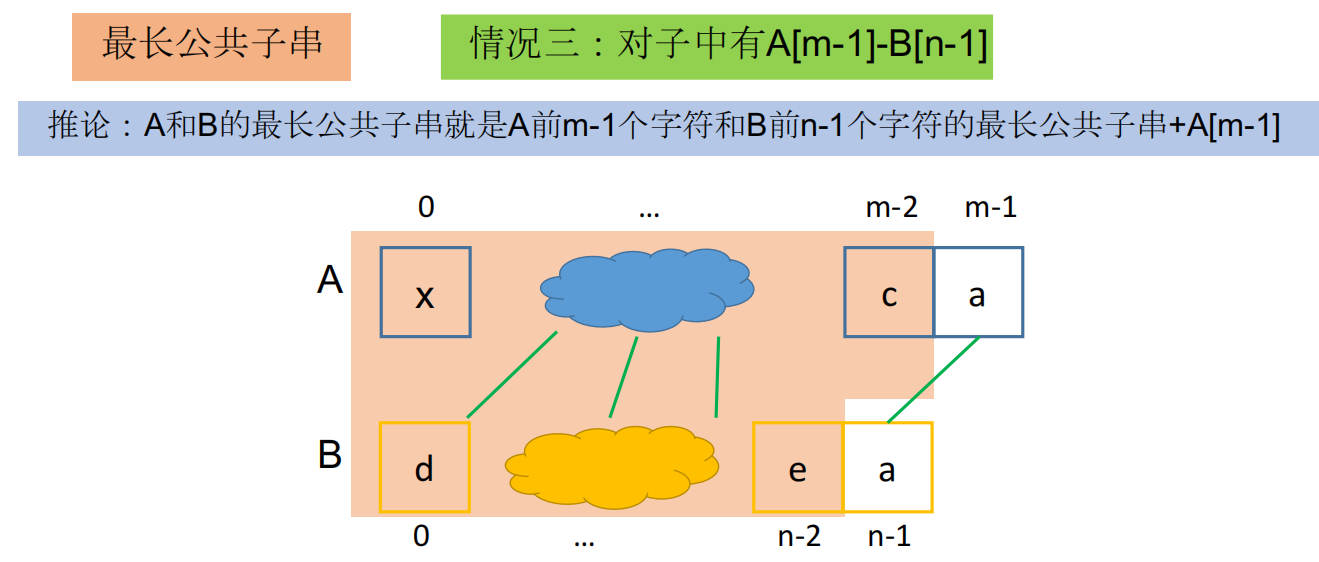 最长公共子串
情况三：对子中有A[m-1]-B[n-1]
推论：A和B的最长公共子串就是A前m-1个字符和B前n-1个字符的最长公共子串+A[m-1]
0 ... m-2 m-1
A x c a
B d e a
0 ... n-2 n-1